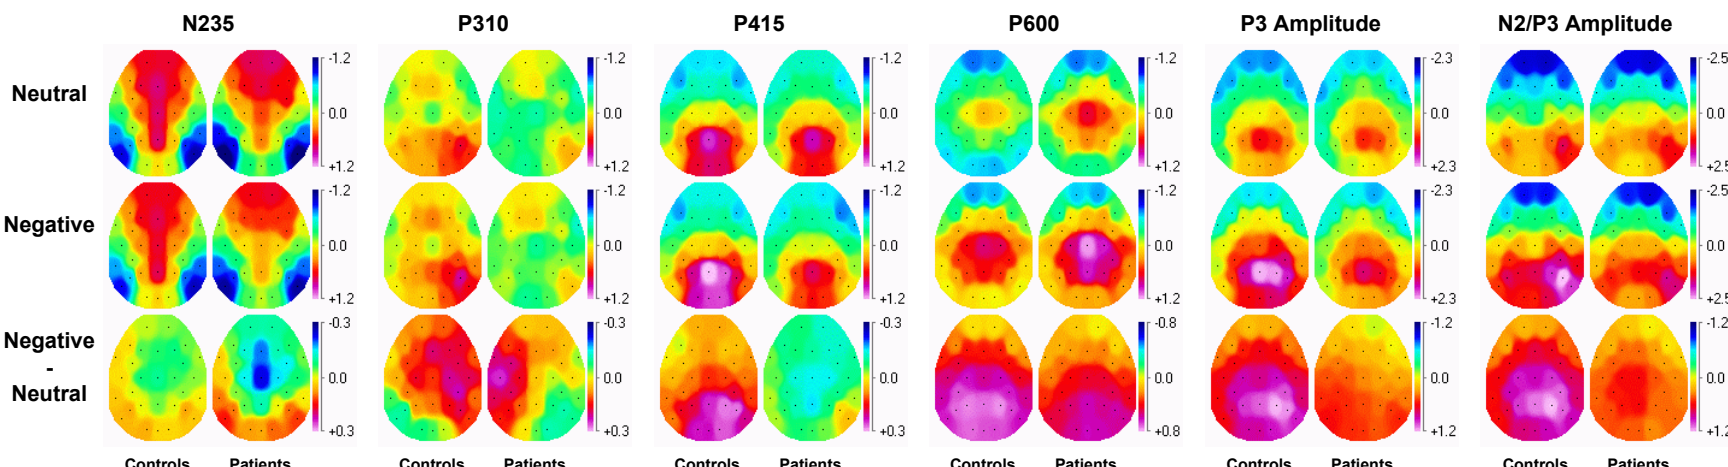 N235 P310 P415 P600 P3 Amplitude N2/P3 Amplitude
Neutral
-1.2 -1.2 -1.2 -1.2 -2.3 -2.5
0.0 0.0 0.0 0.0 0.0 0.0
+1.2 +1.2 +1.2 +1.2 +2.3 +2.5
Negative
-1.2 -1.2 -1.2 -1.2 -2.3 -2.5
0.0 0.0 0.0 0.0 0.0 0.0
+1.2 +1.2 +1.2 +1.2 +2.3 +2.5
Negative
-
Neutral
-0.3 -0.3 -0.3 -0.8 -1.2 -1.2
0.0 0.0 0.0 0.0 0.0 0.0
+0.3 +0.3 +0.3 +0.8 +1.2 +1.2
Controls Patients Controls Patients Controls Patients Controls Patients Controls Patients Controls Patients